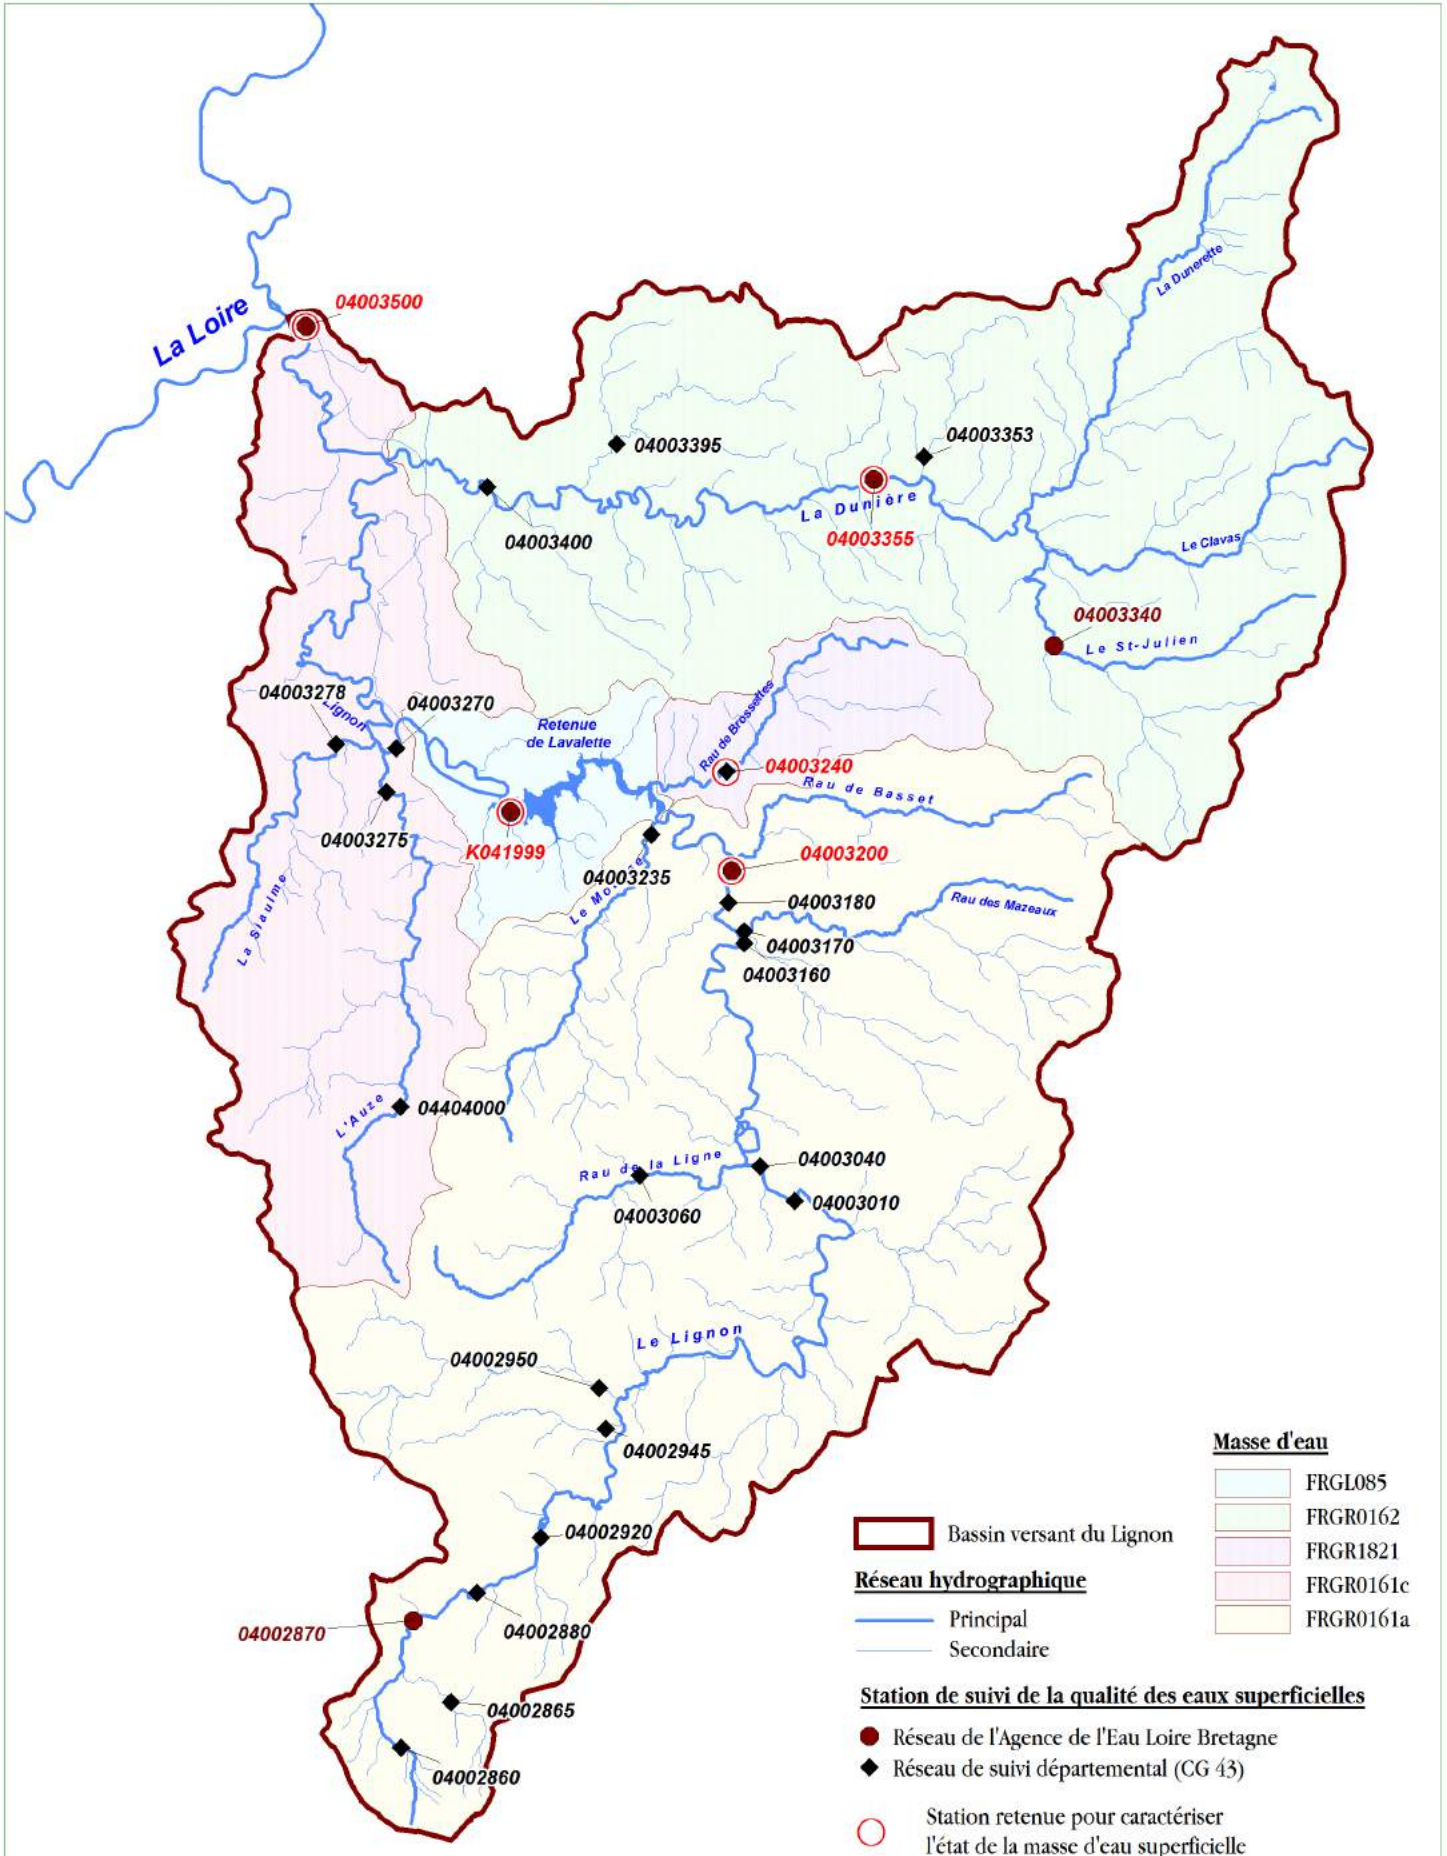 La Loire
04003500
La Dunerette
04003395
04003353
04003400
La Dunière
04003355
Le Clavas
04003340
Le St-Julien
04003278
Lignon
04003270
Retenue
de Lavalette
Rau de Brossettes
04003240
Rau de Basset
04003275
K041999
04003235
04003200
Le
La Siaulme
04003180
Rau des Mazeaux
04003170
04003160
L'Auze
04404000
Rau de la Ligne
04003040
04003060
04003010
Le Lignon
04002950
04002945
04002920
04002870
04002880
04002865
04002860
Masse d'eau
FRGL085
FRGR0162
FRGR1821
FRGR0161c
FRGR0161a
Bassin versant du Lignon
Réseau hydrographique
Principal
Secondaire
Station de suivi de la qualité des eaux superficielles
Réseau de l'Agence de l'Eau Loire Bretagne
Réseau de suivi départemental (CG 43)
Station retenue pour caractériser
l'état de la masse d'eau superficielle